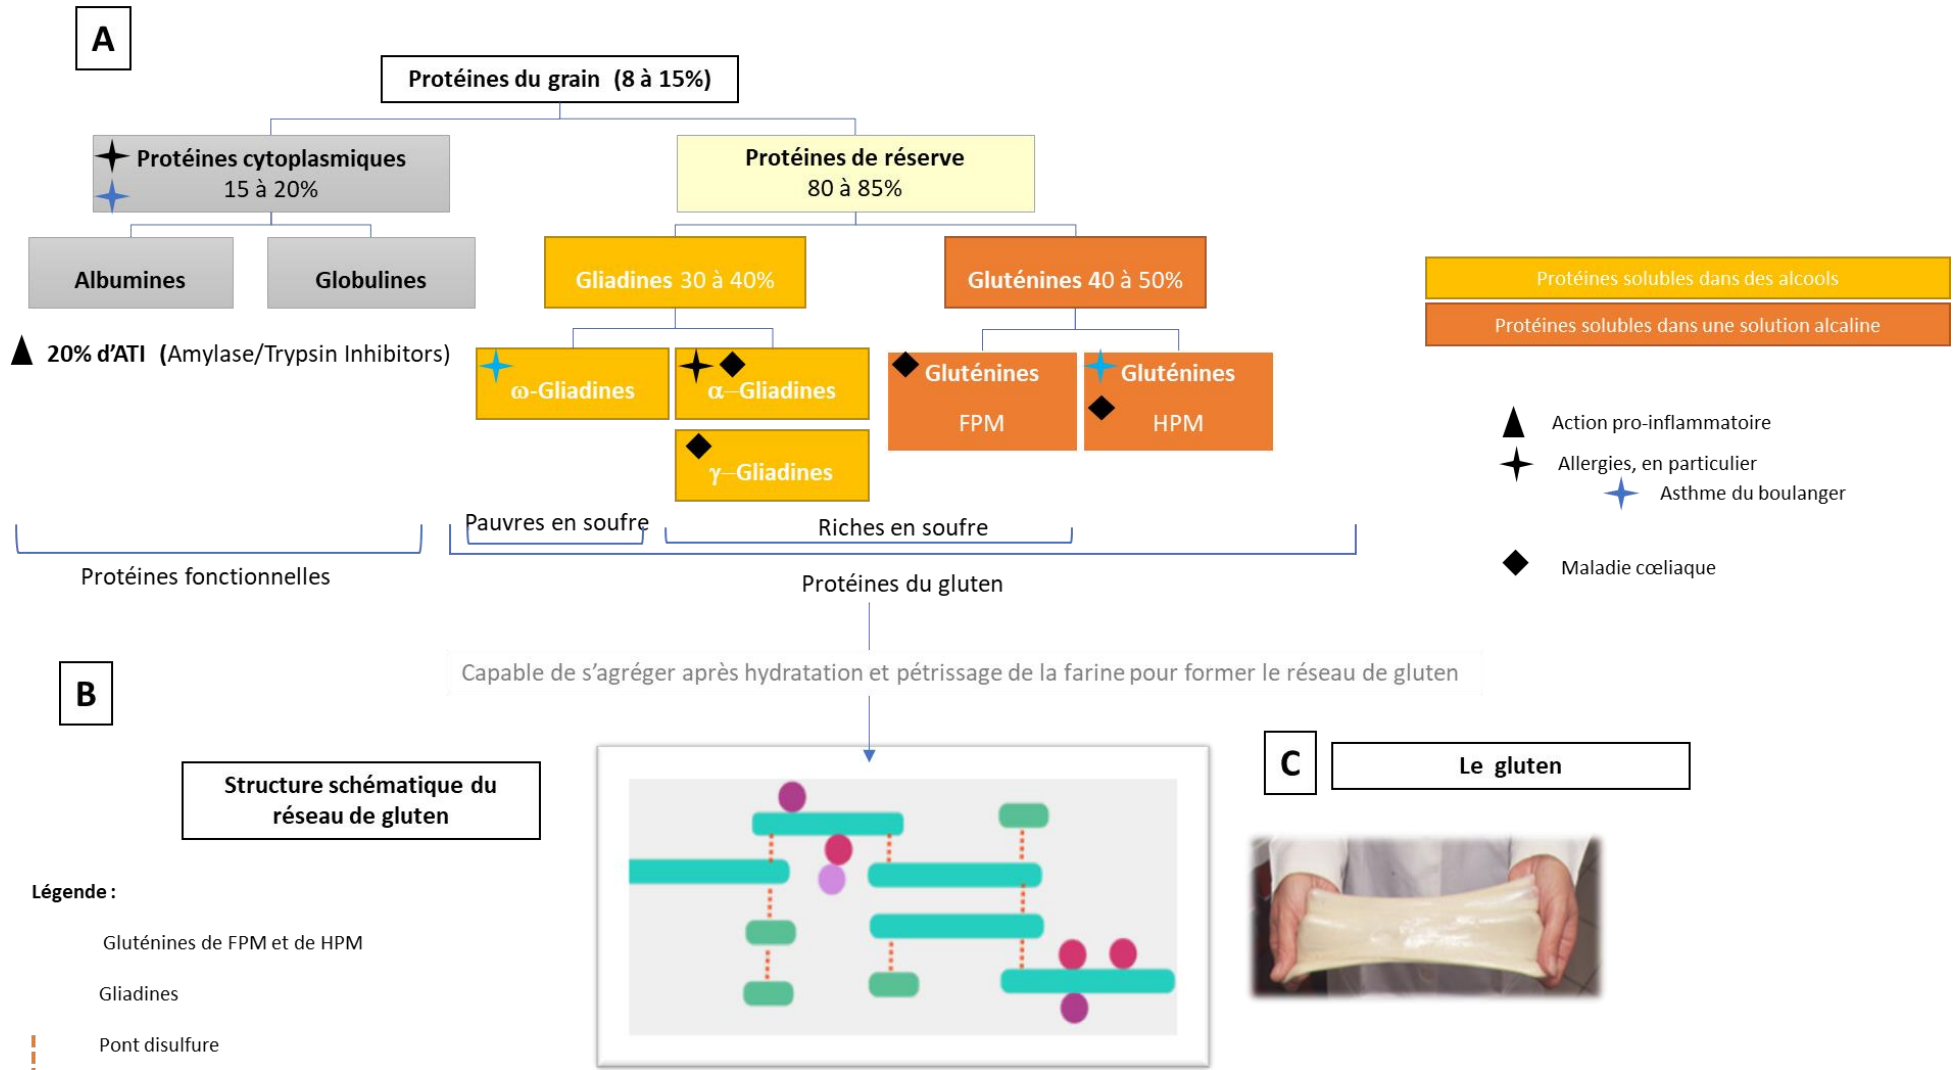 A
Protéines du grain (8 à 15%)
Protéines cytoplasmiques
15 à 20%
Protéines de réserve
80 à 85%
Albumines
Globulines
Gliadines 30 à 40%
Gluténines 40 à 50%
Protéines solubles dans des alcools
Protéines solubles dans une solution alcaline
20% d’ATI (Amylase/Trypsin Inhibitors)
ω-Gliadines
α–Gliadines
γ–Gliadines
Gluténines
FPM
Gluténines
HPM
Action pro-inflammatoire
Allergies, en particulier
Asthme du boulanger
Maladie cœliaque
Pauvres en soufre
Riches en soufre
Protéines fonctionnelles
Protéines du gluten
Capable de s’agréger après hydratation et pétrissage de la farine pour former le réseau de gluten
B
Structure schématique du
réseau de gluten
C
Le gluten
Légende :
Gluténines de FPM et de HPM
Gliadines
Pont disulfure